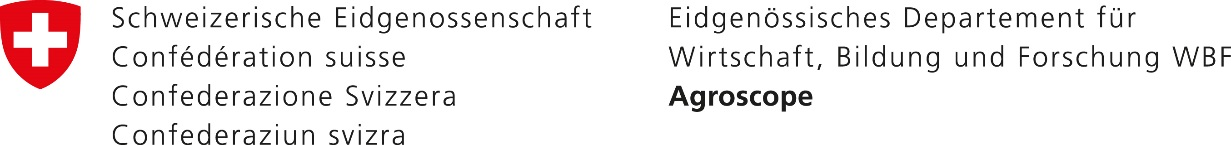 Schweizerische Eidgenossenschaft
Confédération suisse
Confederazione Svizzera
Confederaziun svizra
Eidgenössisches Departement für
Wirtschaft, Bildung und Forschung WBF
Agroscope